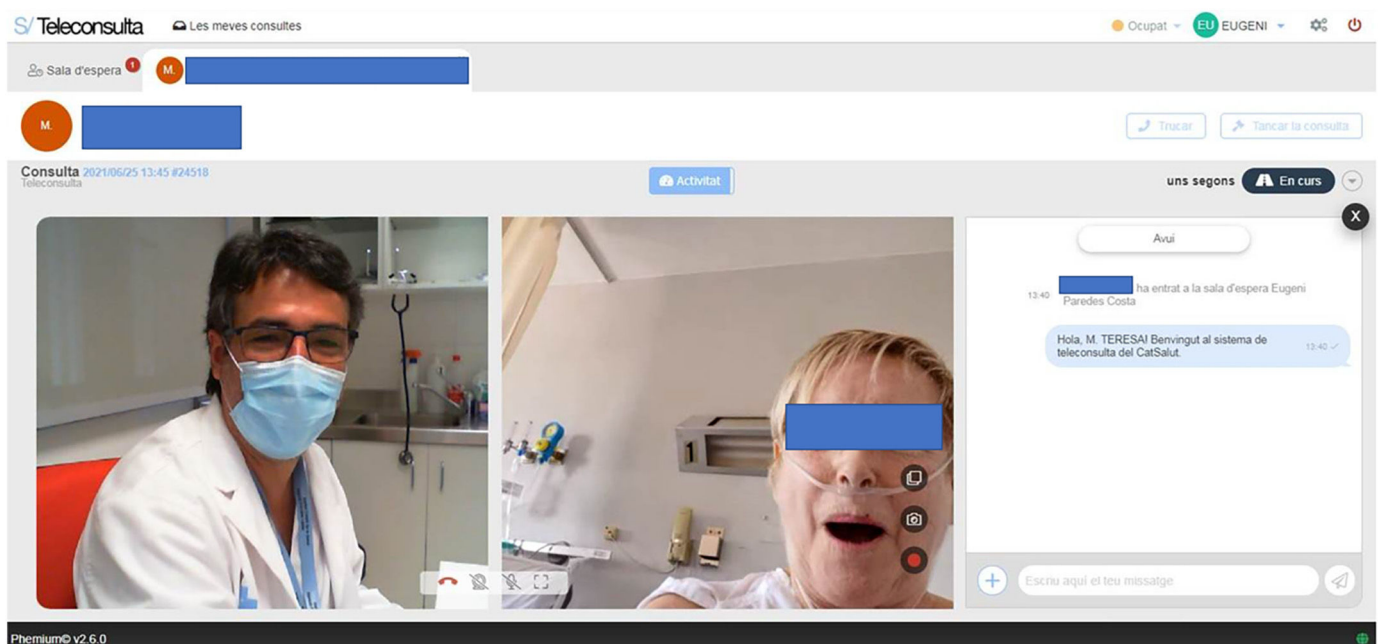 S/ Teleconsulta
Les meves consultes
Ocupat
EU
EUGENI
Sala d'espera
1
M.
M.
Trucar
Tancar la consulta
Consulta 2021/06/25 13:45 #24518
Teleconsulta
Activitat
uns segons
En curs
X
Avui
13:40
ha entrat a la sala d'espera Eugeni
Paredes Costa
Hola, M. TERESA! Benvingut al sistema de
teleconsulta del CatSalut.
13:40
Escriu aquí el teu missatge
Phemium© v2.6.0